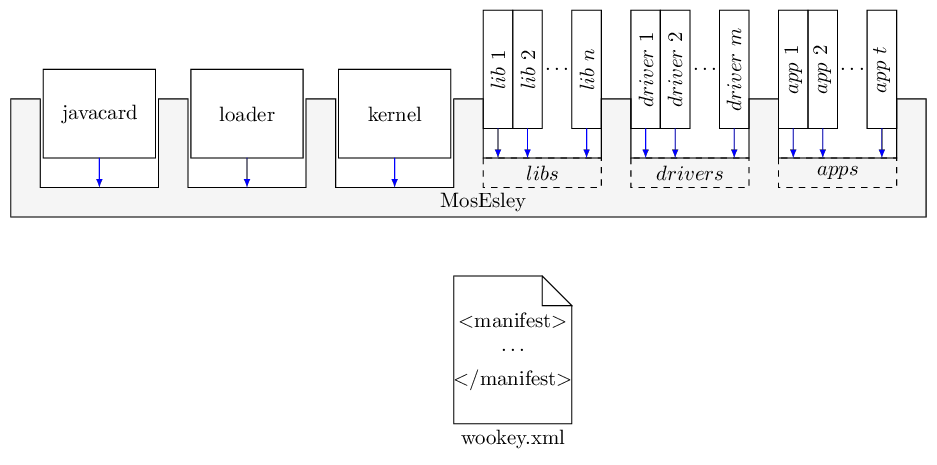 javacard
loader
kernel
lib 1
lib 2
...
lib n
driver 1
driver 2
...
driver m
app 1
app 2
...
app t
libs
drivers
apps
MosEsley
<manifest>
...
</manifest>
wookey.xml